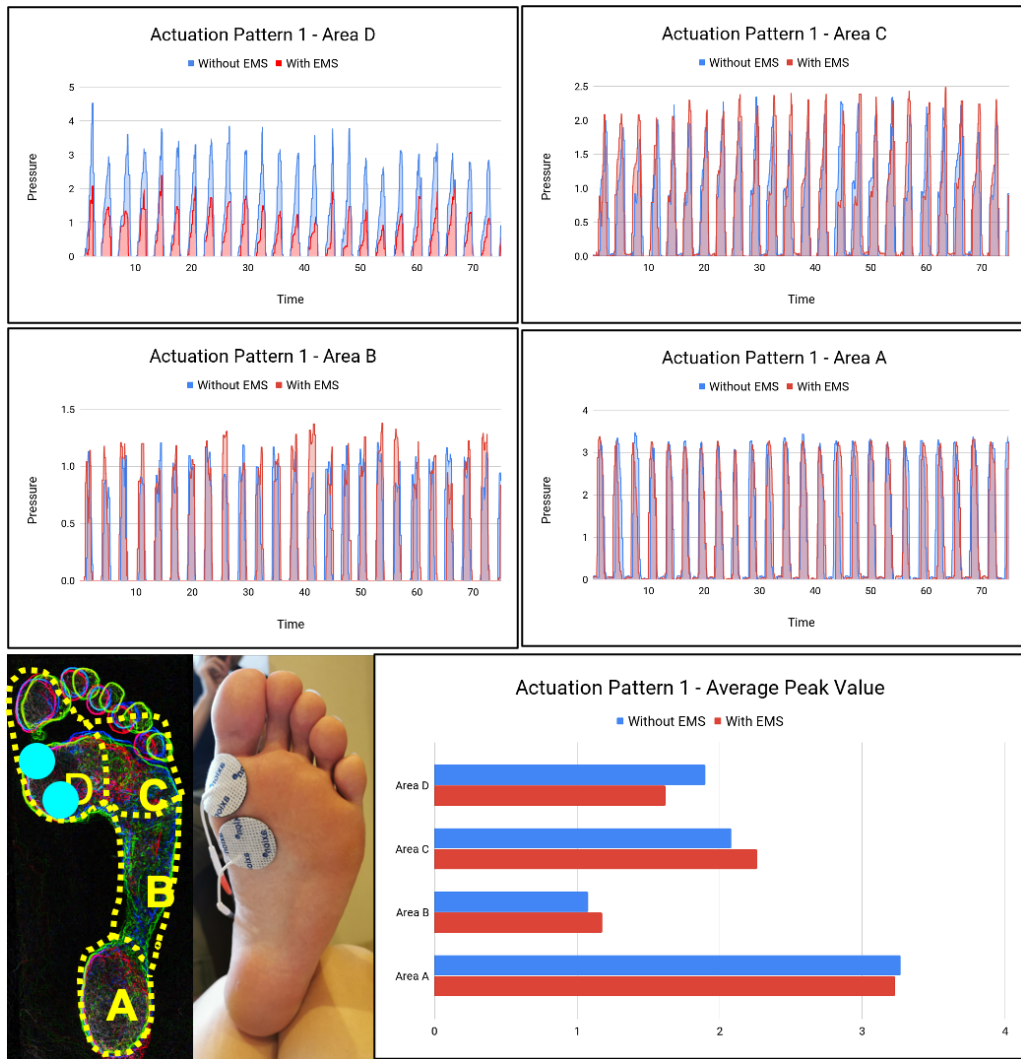 Actuation Pattern 1 - Area D
Without EMS With EMS
Pressure
5
4
3
2
1
0
10 20 30 40 50 60 70
Time
Actuation Pattern 1 - Area C
Without EMS With EMS
Pressure
2.5
2.0
1.5
1.0
0.5
0.0
10 20 30 40 50 60 70
Time
Actuation Pattern 1 - Area B
Without EMS With EMS
Pressure
1.5
1.0
0.5
0.0
10 20 30 40 50 60 70
Time
Actuation Pattern 1 - Area A
Without EMS With EMS
Pressure
4
3
2
1
0
10 20 30 40 50 60 70
Time
D
C
B
A
Actuation Pattern 1 - Average Peak Value
Without EMS With EMS
Area D
Area C
Area B
Area A
0 1 2 3 4